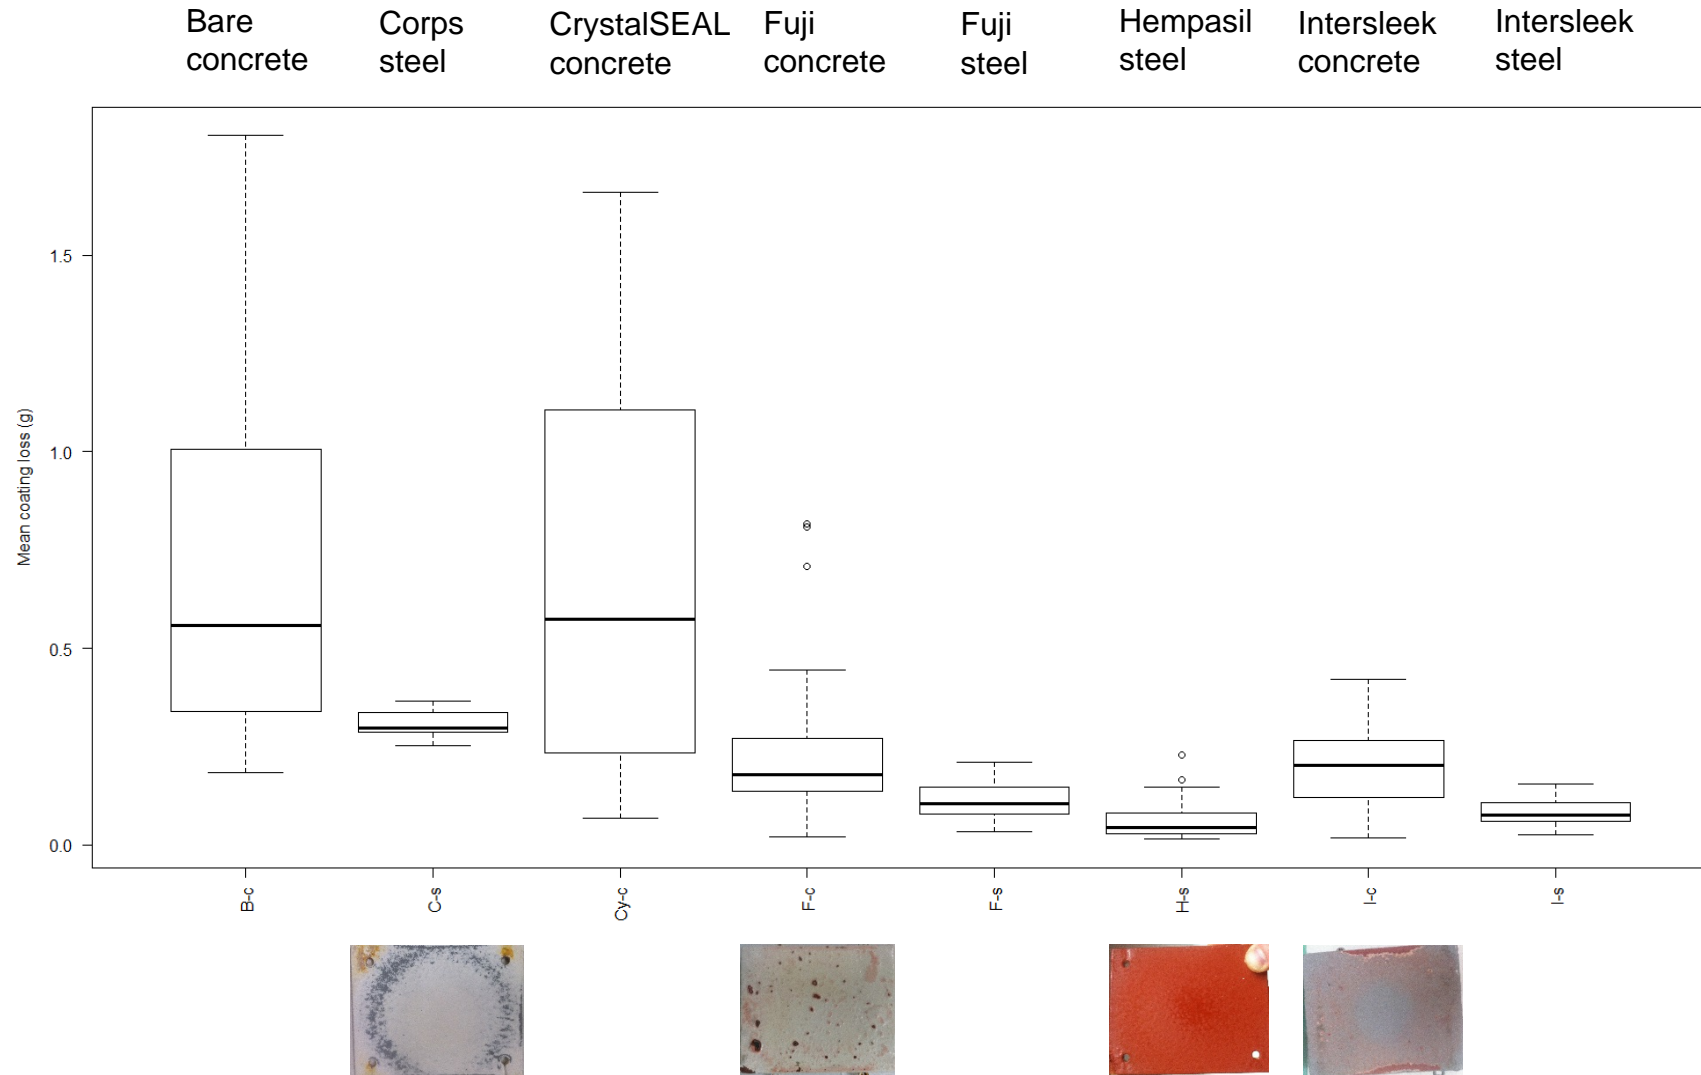 Bare
concrete
Corps
steel
CrystalSEAL
concrete
Fuji
concrete
Fuji
steel
Hempasil
steel
Intersleek
concrete
Intersleek
steel
Mean coating loss (g)
1.5
1.0
0.5
0.0
B-c
C-s
Cy-c
F-c
F-s
H-s
I-c
I-s